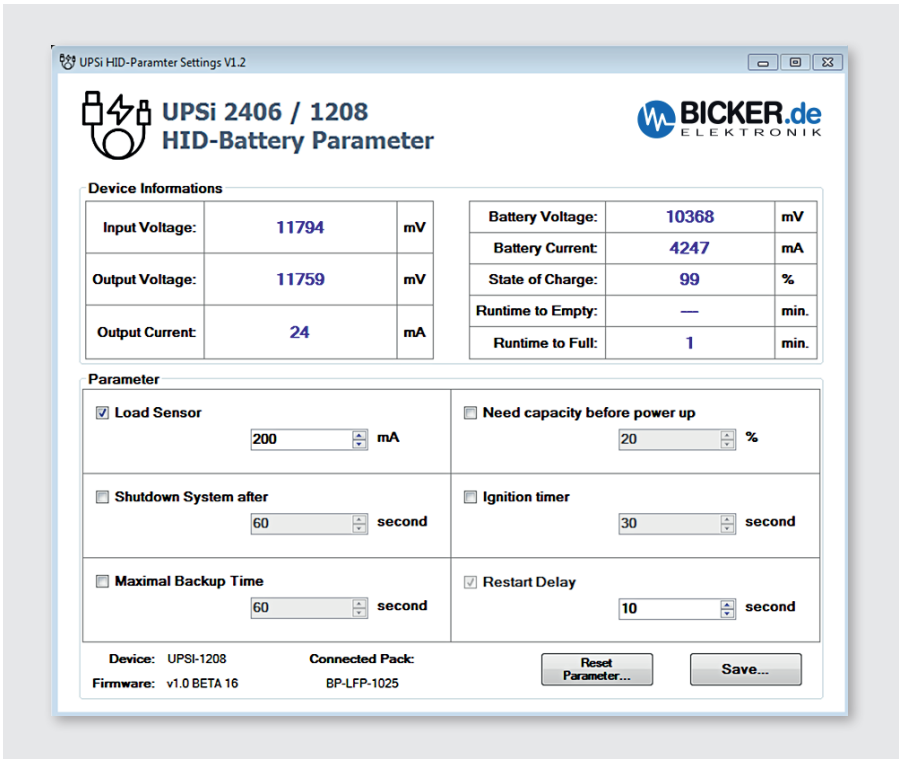 UPSi HID-Paramter Settings V1.2
UPSi 2406 / 1208
HID-Battery Parameter
BICKER.de
ELEKTRONIK
Device Informations
Input Voltage: 11794 mV
Output Voltage: 11759 mV
Output Current: 24 mA
Battery Voltage: 10368 mV
Battery Current: 4247 mA
State of Charge: 99 %
Runtime to Empty: --- min.
Runtime to Full: 1 min.
Parameter
Load Sensor
200 mA
Need capacity before power up
20 %
Shutdown System after
60 second
Ignition timer
30 second
Maximal Backup Time
60 second
Restart Delay
10 second
Device: UPSI-1208
Firmware: v1.0 BETA 16
Connected Pack:
BP-LFP-1025
Reset
Parameter...
Save...